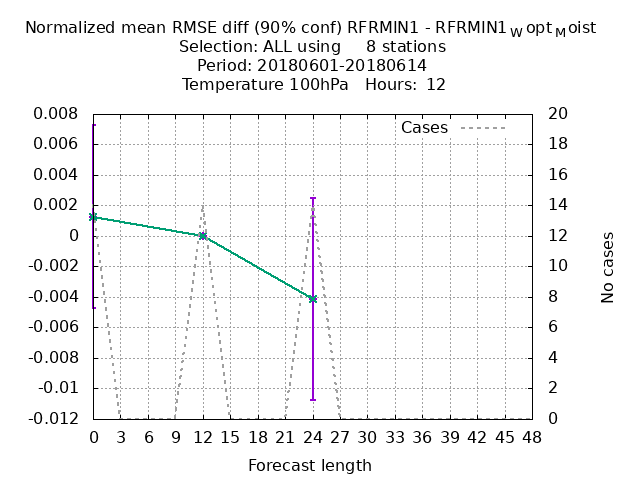 Normalized mean RMSE diff (90% conf) RFRMIN1 - RFRMIN1WoptMoist
Selection: ALL using 8 stations
Period: 20180601-20180614
Temperature 100hPa Hours: 12
Cases
0.008
0.006
0.004
0.002
0
-0.002
-0.004
-0.006
-0.008
-0.01
-0.012
20
18
16
14
12
10
8
6
4
2
0
No cases
0 3 6 9 12 15 18 21 24 27 30 33 36 39 42 45 48
Forecast length